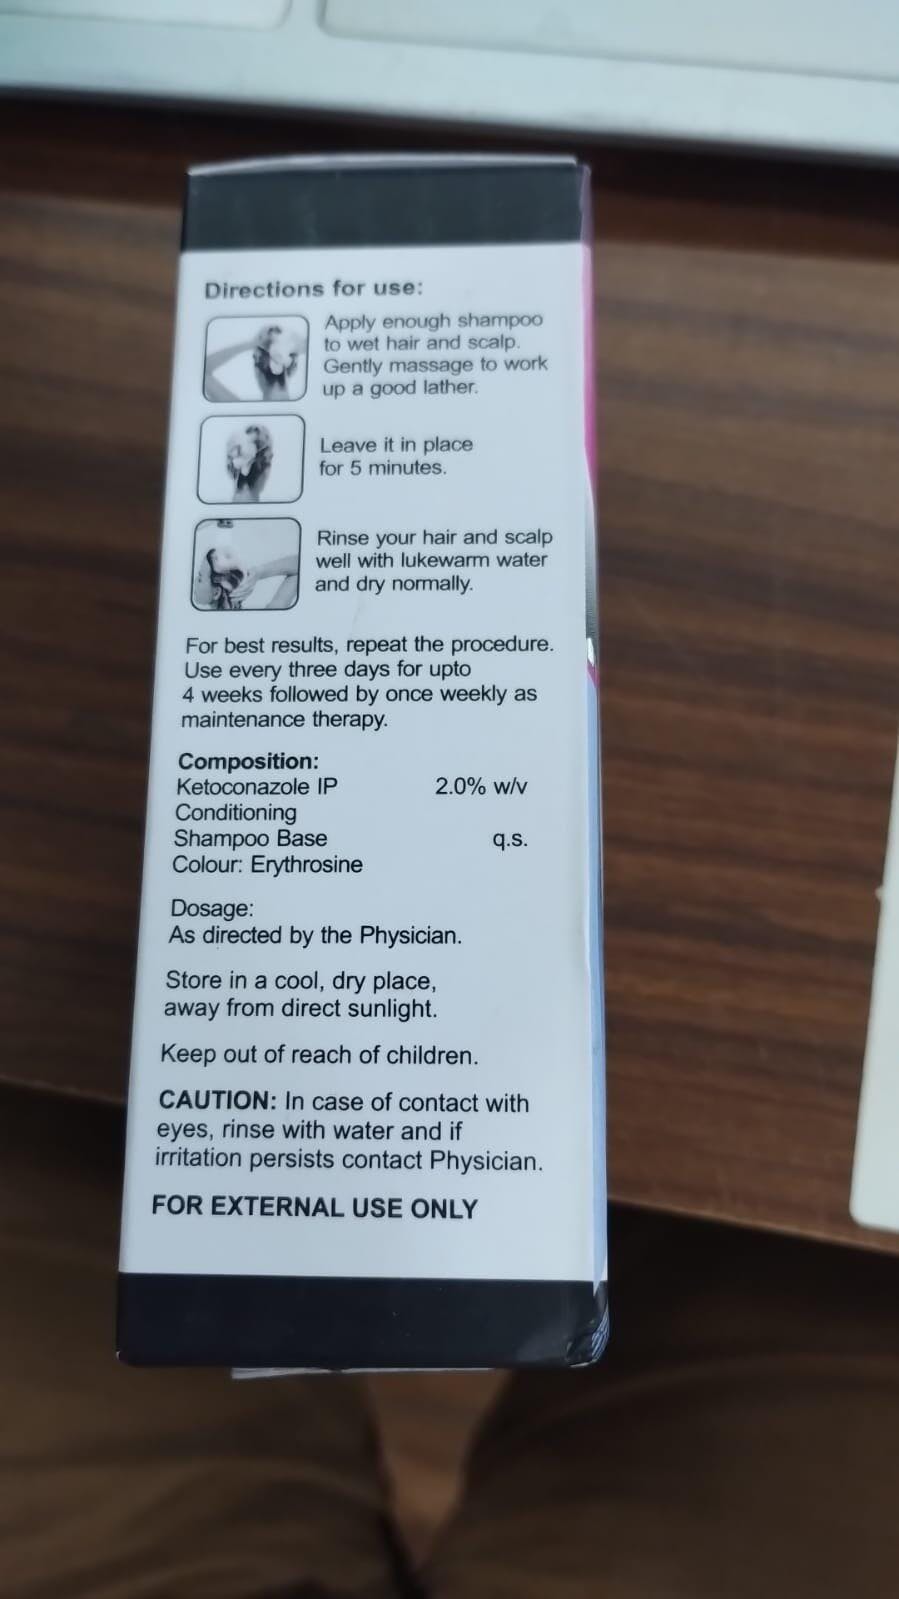 Directions for use:
Apply enough shampoo
to wet hair and scalp.
Gently massage to work
up a good lather.
Leave it in place
for 5 minutes.
Rinse your hair and scalp
well with lukewarm water
and dry normally.
For best results, repeat the procedure.
Use every three days for upto
4 weeks followed by once weekly as
maintenance therapy.
Composition:
Ketoconazole IP 2.0% w/v
Conditioning
Shampoo Base q.s.
Colour: Erythrosine
Dosage:
As directed by the Physician.
Store in a cool, dry place,
away from direct sunlight.
Keep out of reach of children.
CAUTION: In case of contact with
eyes, rinse with water and if
irritation persists contact Physician.
FOR EXTERNAL USE ONLY